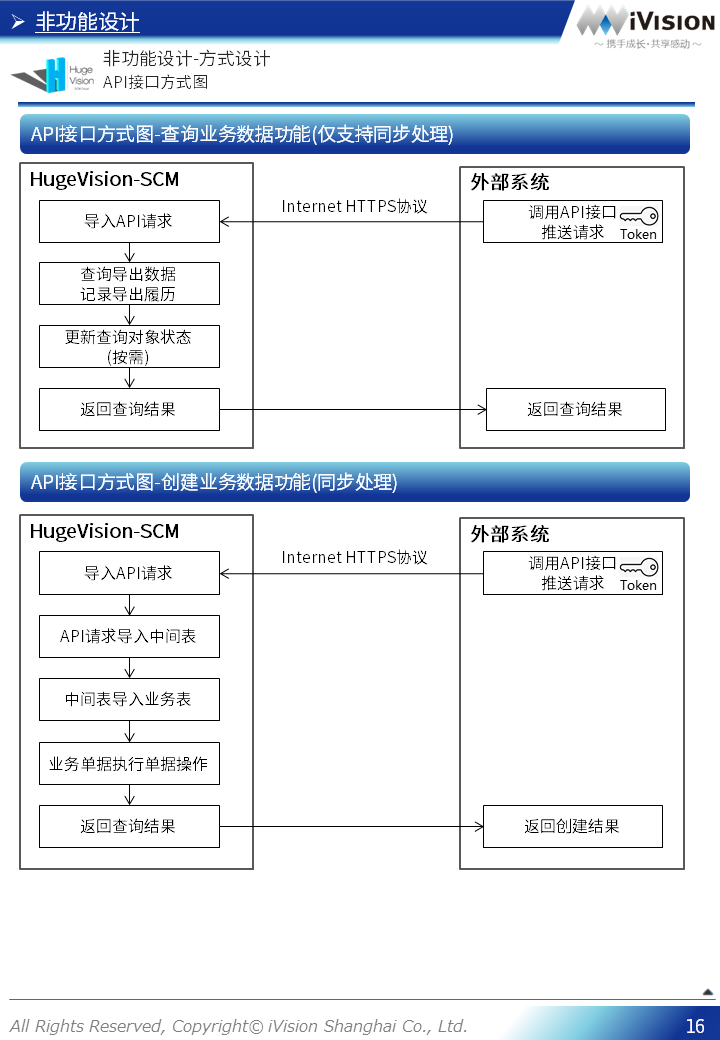 非功能设计
iVision
～ 携手成长·共享感动 ～
Huge
Vision
非功能设计-方式设计
API接口方式图
API接口方式图-查询业务数据功能(仅支持同步处理)
HugeVision-SCM
外部系统
Internet HTTPS协议
导入API请求
调用API接口
推送请求
Token
查询导出数据
记录导出履历
更新查询对象状态
(按需)
返回查询结果
返回查询结果
API接口方式图-创建业务数据功能(同步处理)
HugeVision-SCM
外部系统
Internet HTTPS协议
导入API请求
调用API接口
推送请求
Token
API请求导入中间表
中间表导入业务表
业务单据执行单据操作
返回查询结果
返回创建结果
All Rights Reserved, Copyright© iVision Shanghai Co., Ltd.
16